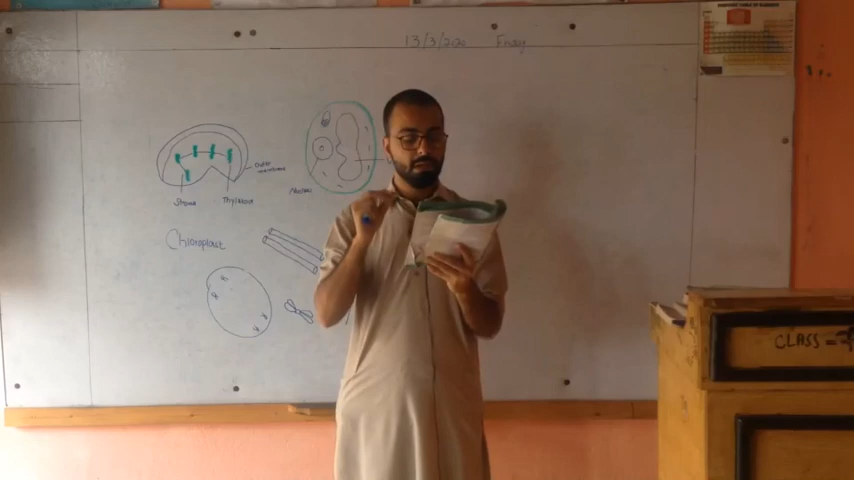 13/3/2020 Friday
Outer
membrane
Stroma
Thylakoid
Nucleus
Chloroplast
CLASS =